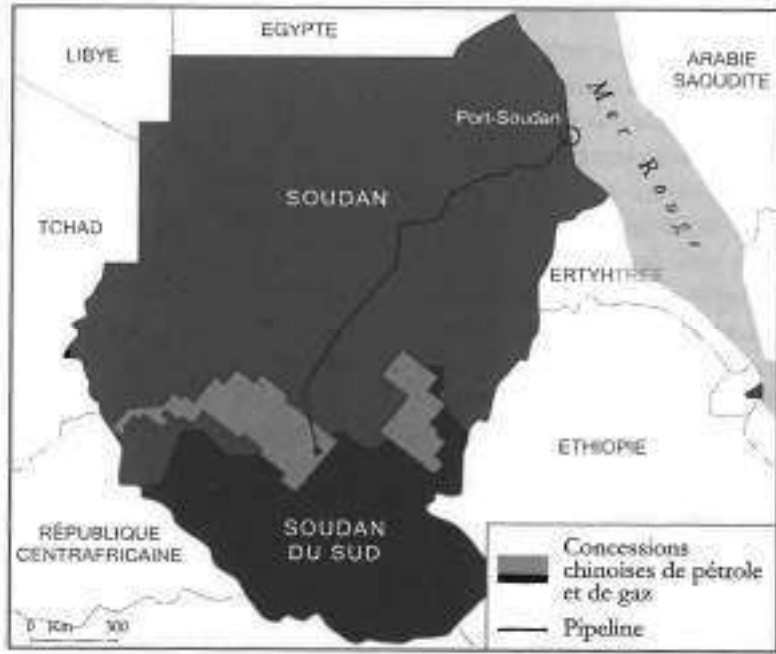 EGYPTE
LIBYE
ARABIE
SAOUDITE
Port-Soudan
Mer Rouge
SOUDAN
TCHAD
ERTYHTREE
ETHIOPIE
RÉPUBLIQUE
CENTRAFRICAINE
SOUDAN
DU SUD
Concessions
chinoises de pétrole
et de gaz
Pipeline
0 Km 300